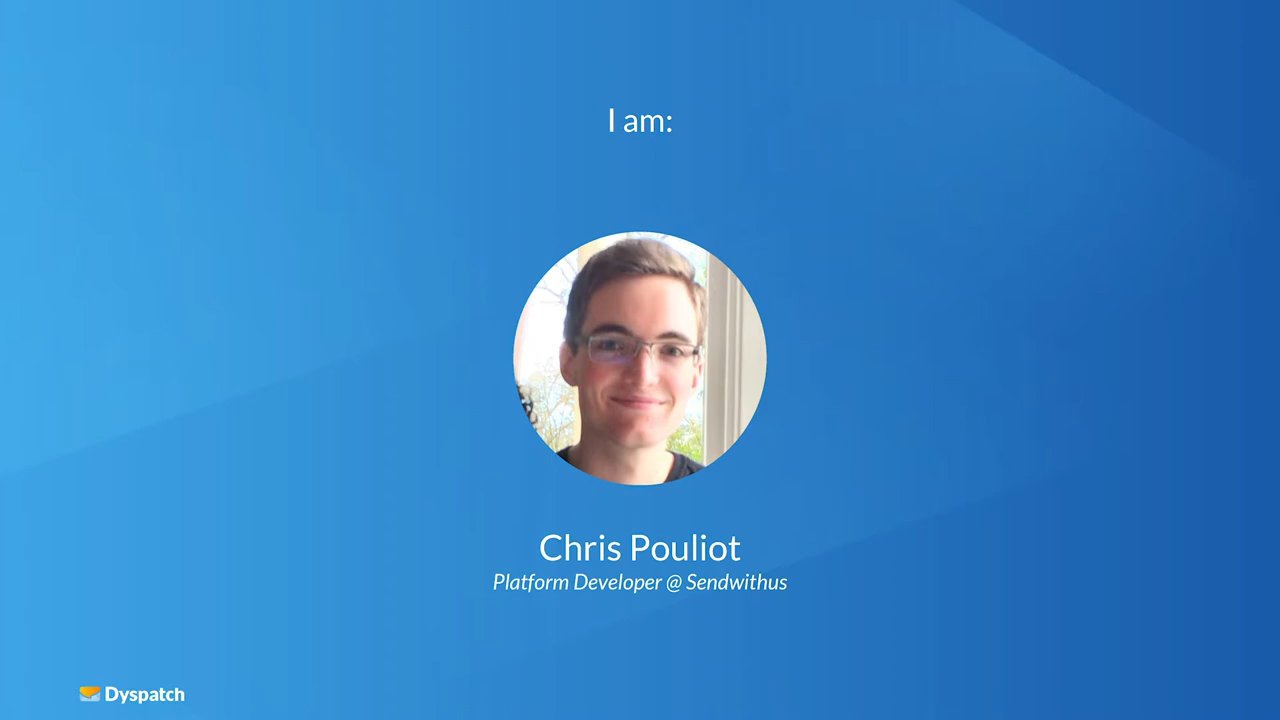 I am:
Chris Pouliot
Platform Developer @ Sendwithus
Dyspatch